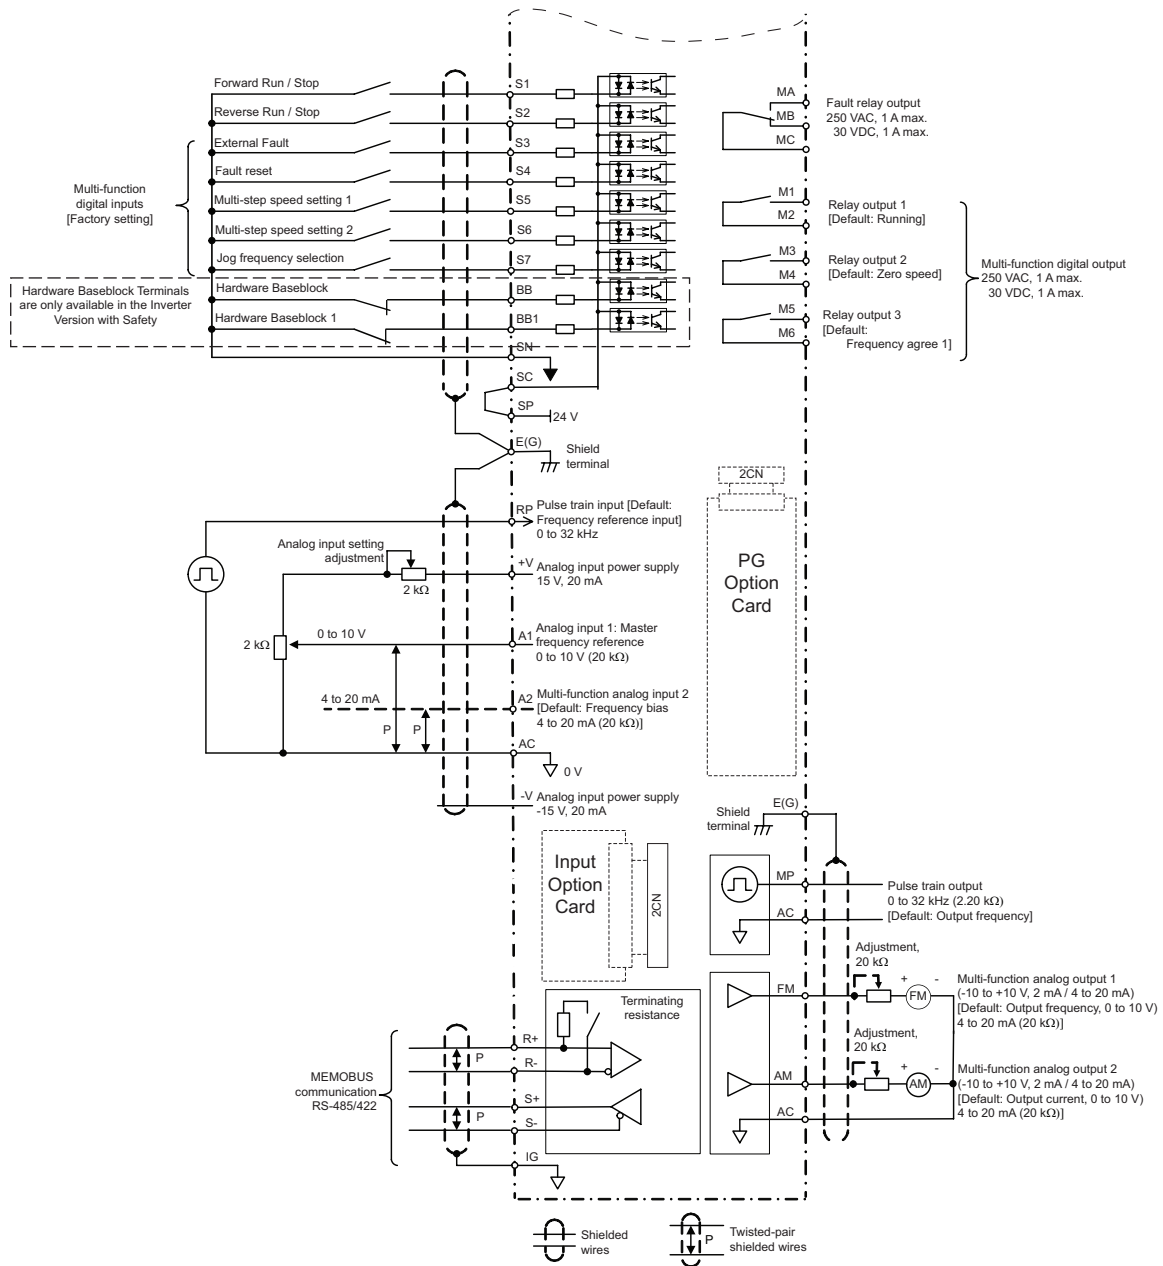 Forward Run / Stop
S1
Reverse Run / Stop
S2
External Fault
S3
Fault reset
S4
Multi-step speed setting 1
S5
Multi-step speed setting 2
S6
Jog frequency selection
S7
Multi-function
digital inputs
[Factory setting]
Hardware Baseblock Terminals
are only available in the Inverter
Version with Safety
Hardware Baseblock
BB
Hardware Baseblock 1
BB1
SN
SC
SP
24 V
E(G)
Shield
terminal
MA
MB
MC
Fault relay output
250 VAC, 1 A max.
30 VDC, 1 A max.
M1
M2
Relay output 1
[Default: Running]
M3
M4
Relay output 2
[Default: Zero speed]
M5
M6
Relay output 3
[Default:
Frequency agree 1]
Multi-function digital output
250 VAC, 1 A max.
30 VDC, 1 A max.
RP
Pulse train input [Default:
Frequency reference input]
0 to 32 kHz
Analog input setting
adjustment
2 kΩ
+V
Analog input power supply
15 V, 20 mA
2 kΩ
0 to 10 V
A1
Analog input 1: Master
frequency reference
0 to 10 V (20 kΩ)
4 to 20 mA
A2
Multi-function analog input 2
[Default: Frequency bias
4 to 20 mA (20 kΩ)]
P
P
AC
0 V
-V
Analog input power supply
-15 V, 20 mA
2CN
PG
Option
Card
Input
Option
Card
2CN
Shield
terminal
E(G)
MP
AC
Pulse train output
0 to 32 kHz (2.20 kΩ)
[Default: Output frequency]
Adjustment,
20 kΩ
FM
+
-
FM
Multi-function analog output 1
(-10 to +10 V, 2 mA / 4 to 20 mA)
[Default: Output frequency, 0 to 10 V)
4 to 20 mA (20 kΩ)]
Adjustment,
20 kΩ
AM
+
-
AM
AC
Multi-function analog output 2
(-10 to +10 V, 2 mA / 4 to 20 mA)
[Default: Output current, 0 to 10 V)
4 to 20 mA (20 kΩ)]
Terminating
resistance
MEMOBUS
communication
RS-485/422
R+
P
R-
S+
P
S-
IG
Shielded
wires
P
Twisted-pair
shielded wires